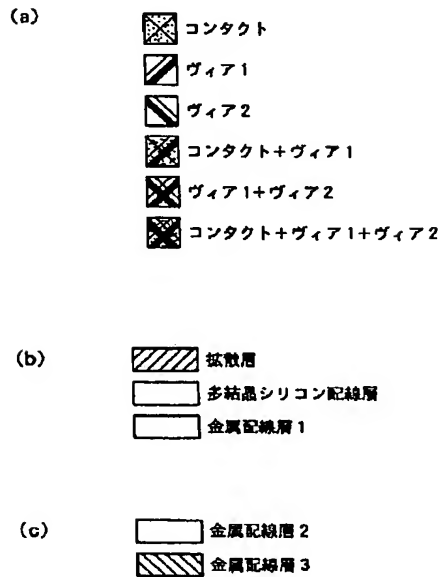 (a)
コンタクト
ヴィア1
ヴィア2
コンタクト+ヴィア1
ヴィア1+ヴィア2
コンタクト+ヴィア1+ヴィア2
(b)
拡散層
多結晶シリコン配線層
金属配線層1
(c)
金属配線層2
金属配線層3